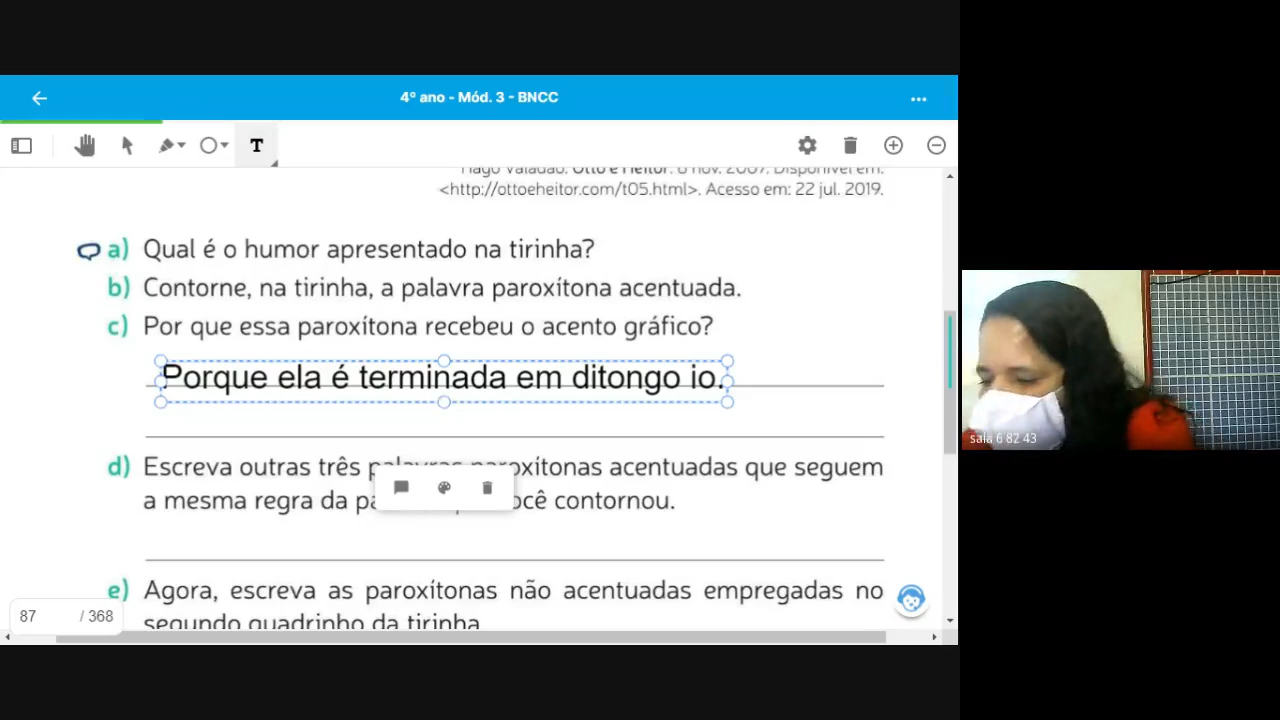 4º ano - Mód. 3 - BNCC
T
Tiago Valadão. Otto e Heitor. 6 nov. 2007. Disponível em:
<http://ottoeheitor.com/t05.html>. Acesso em: 22 jul. 2019.
a) Qual é o humor apresentado na tirinha?
b) Contorne, na tirinha, a palavra paroxítona acentuada.
c) Por que essa paroxítona recebeu o acento gráfico?
Porque ela é terminada em ditongo io.
d) Escreva outras três palavras paroxítonas acentuadas que seguem
a mesma regra da você contornou.
e) Agora, escreva as paroxítonas não acentuadas empregadas no
segundo quadrinho da tirinha
87 / 368
sala 6 82 43